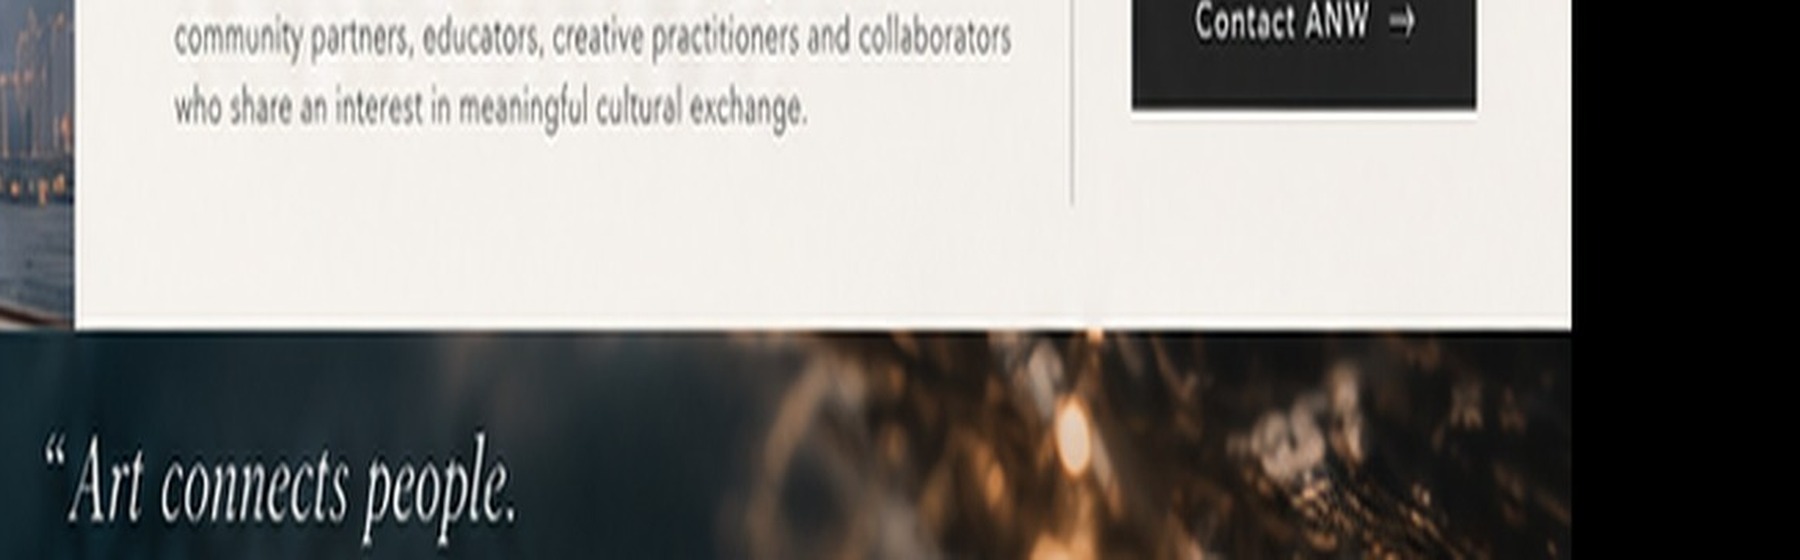 community partners, educators, creative practitioners and collaborators
who share an interest in meaningful cultural exchange.
Contact ANW →
“Art connects people.